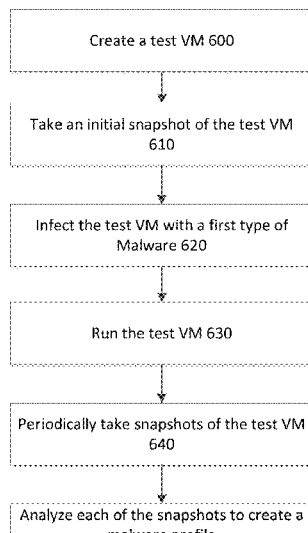 Create a test VM 600
Take an initial snapshot of the test VM
610
Infect the test VM with a first type of
Malware 620
Run the test VM 630
Periodically take snapshots of the test VM
640
Analyze each of the snapshots to create a
malware profile